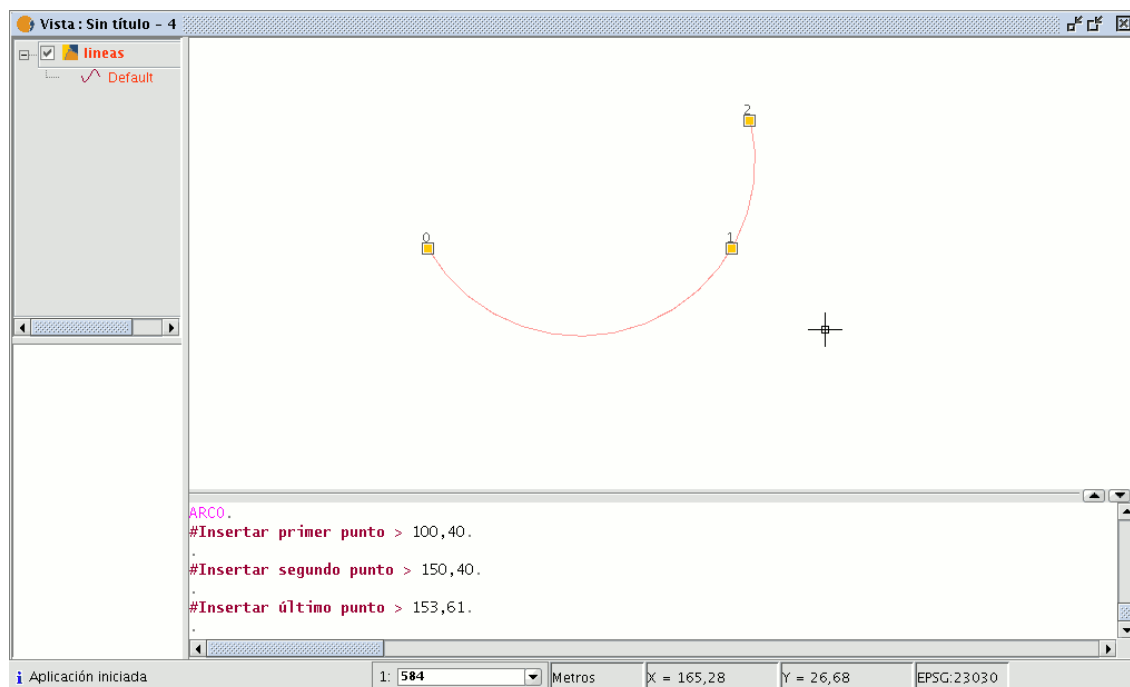 Vista : Sin título - 4
lineas
Default
2
0
1
ARCO.
#Insertar primer punto > 100,40.
.
#Insertar segundo punto > 150,40.
.
#Insertar último punto > 153,61.
.
i Aplicación iniciada
1: 584
Metros
X = 165,28
Y = 26,68
EPSG:23030